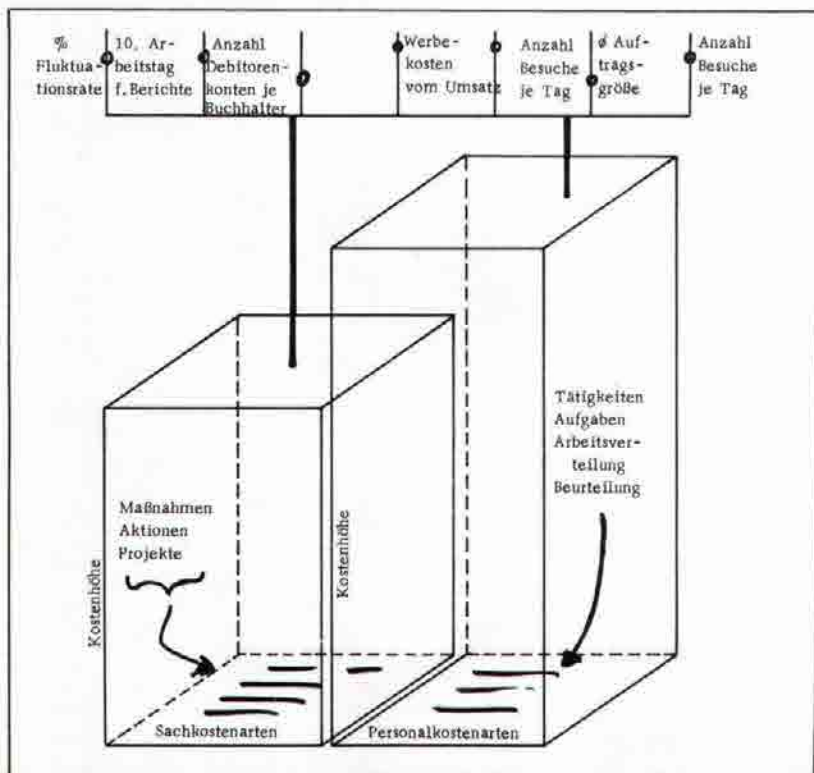 %
Fluktua-
tionsrate
10. Ar-
beitstag
f. Berichte
Anzahl
Debitoren-
konten je
Buchhalter
Werbe-
kosten
vom Umsatz
Anzahl
Besuche
je Tag
ø Auf-
trags-
größe
Anzahl
Besuche
je Tag
Tätigkeiten
Aufgaben
Arbeitsver-
teilung
Beurteilung
Maßnahmen
Aktionen
Projekte
Kostenhöhe
Kostenhöhe
Sachkostenarten
Personalkostenarten